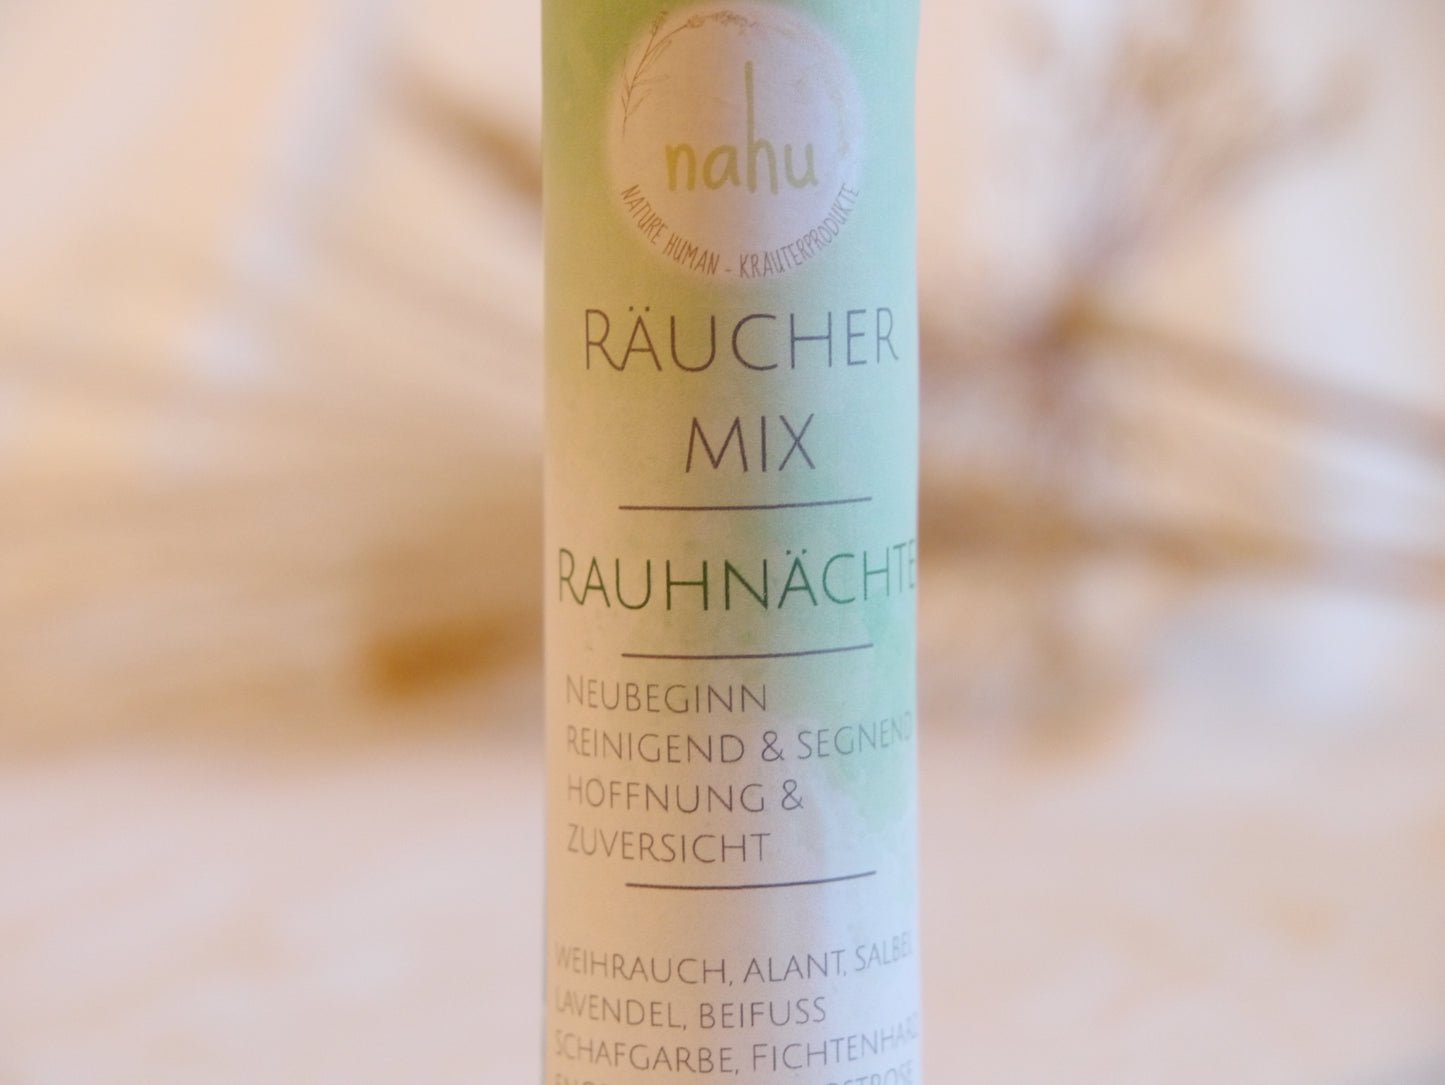 nahu
NATURE HUMAN - KRÄUTERPRODUKTE
RÄUCHER
MIX
RAUHNÄCHTE
NEUBEGINN
REINIGEND & SEGNEND
HOFFNUNG &
ZUVERSICHT
WEIHRAUCH, ALANT, SALBEI,
LAVENDEL, BEIFUSS
SCHAFGARBE, FICHTENHARZ